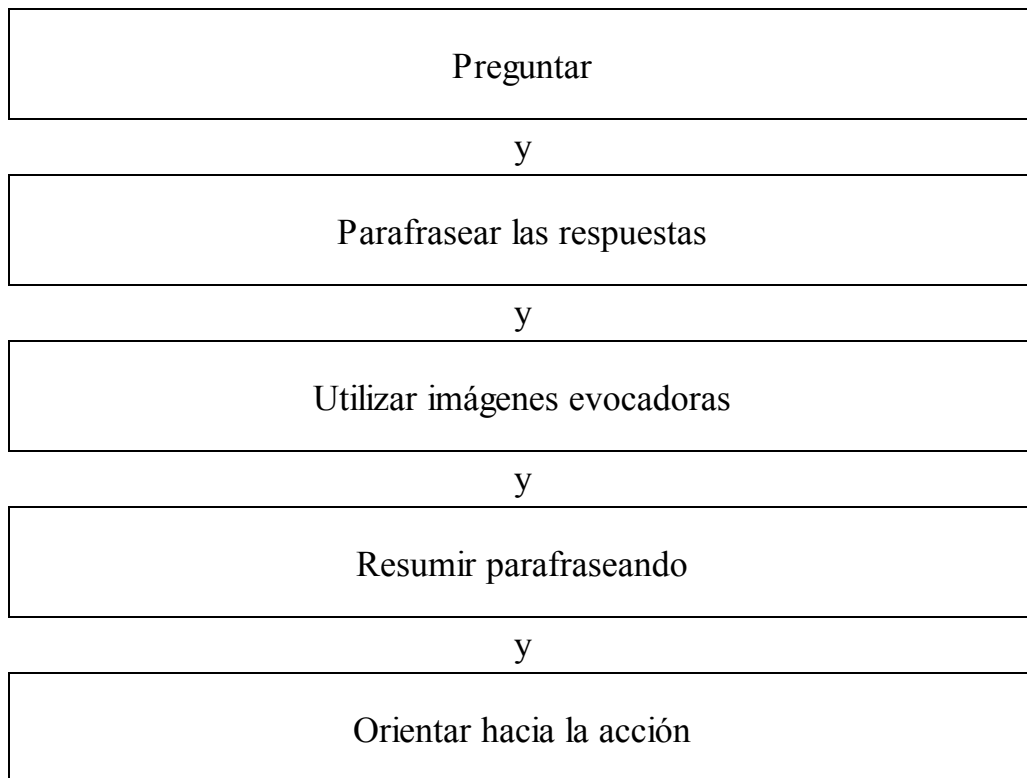 Preguntar
y
Parafrasear las respuestas
y
Utilizar imágenes evocadoras
y
Resumir parafraseando
y
Orientar hacia la acción